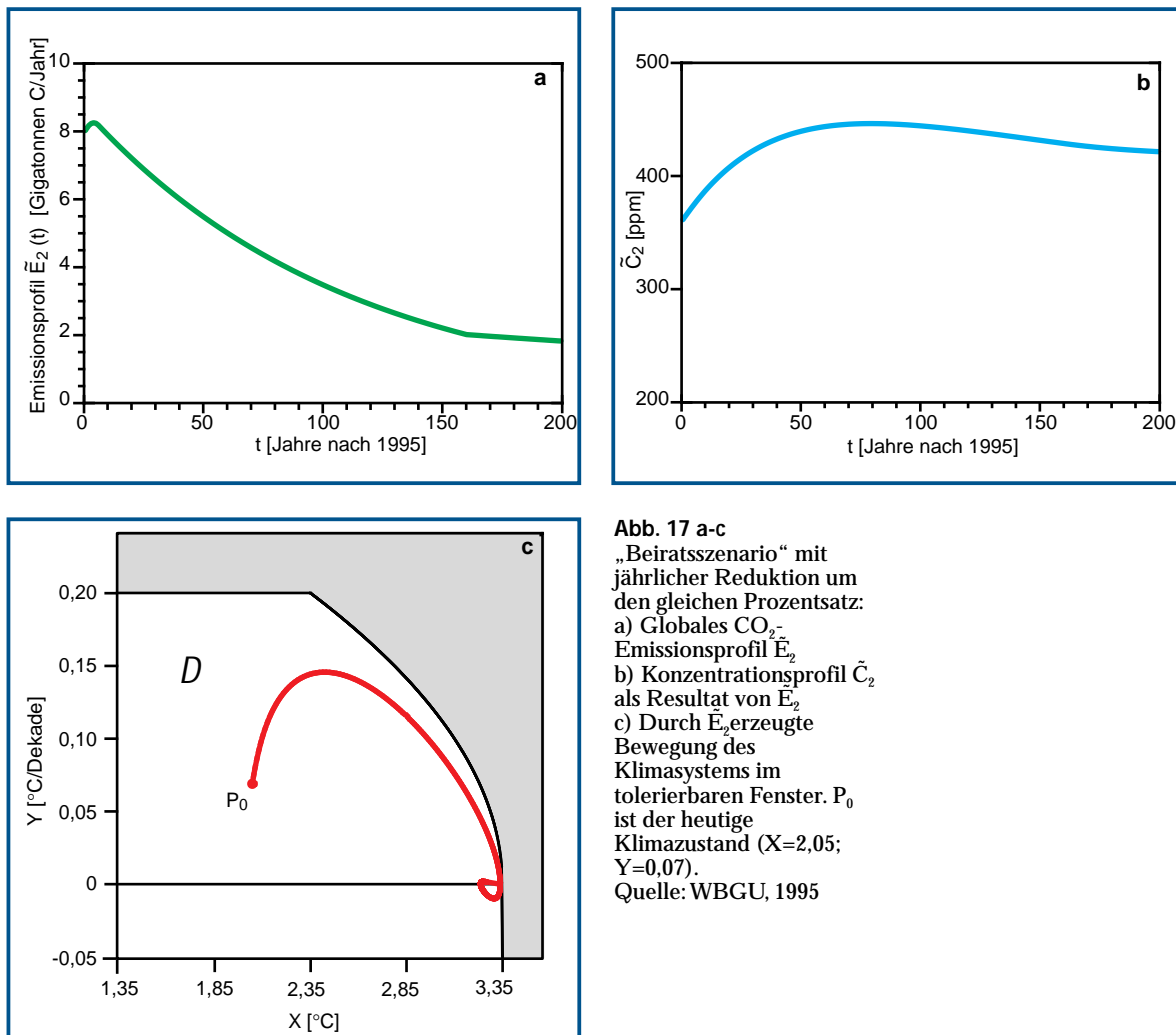 Emissionsprofil Ẽ₂ (t)  [Gigatonnen C/Jahr]
10
8
6
4
2
0
a
0 50 100 150 200
t [Jahre nach 1995]
C̃₂ [ppm]
500
400
300
200
b
0 50 100 150 200
t [Jahre nach 1995]
Y [°C/Dekade]
0,20
0,15
0,10
0,05
0
-0,05
c
D
P₀
1,35 1,85 2,35 2,85 3,35
X [°C]
Abb. 17 a-c
„Beiratsszenario“ mit
jährlicher Reduktion um
den gleichen Prozentsatz:
a) Globales CO₂-
Emissionsprofil Ẽ₂
b) Konzentrationsprofil C̃₂
als Resultat von Ẽ₂
c) Durch Ẽ₂erzeugte
Bewegung des
Klimasystems im
tolerierbaren Fenster. P₀
ist der heutige
Klimazustand (X=2,05;
Y=0,07).
Quelle: WBGU, 1995